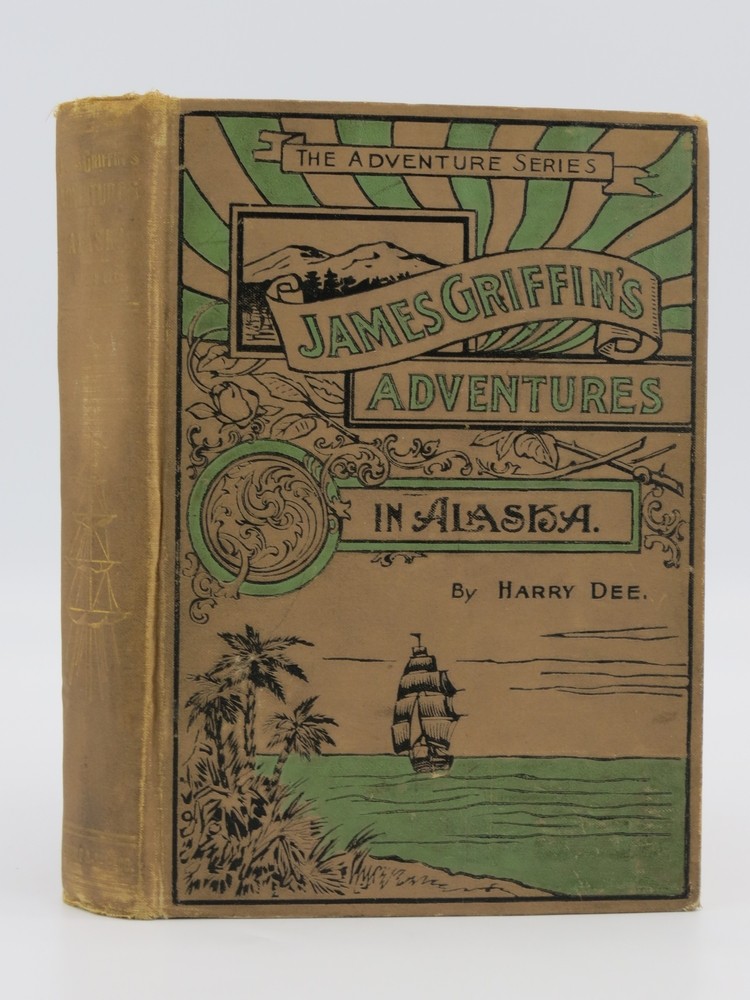 THE ADVENTURE SERIES
JAMES GRIFFIN'S
ADVENTURES
IN ALASKA.
By HARRY DEE.